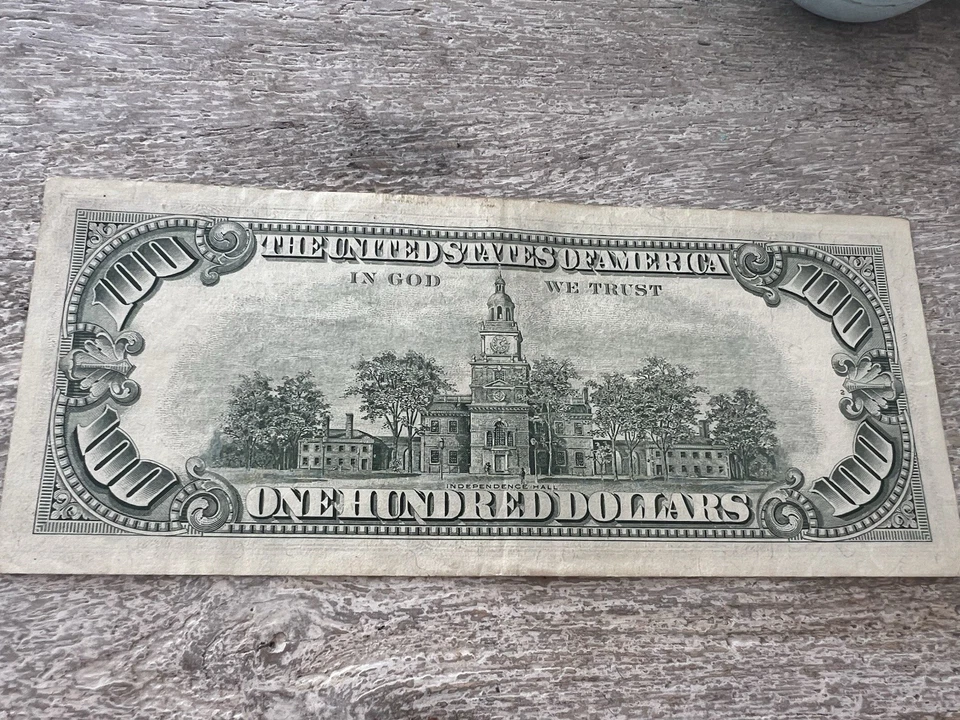 THE UNITED STATES OF AMERICA
IN GOD WE TRUST
100 100
100 100
INDEPENDENCE HALL
ONE HUNDRED DOLLARS